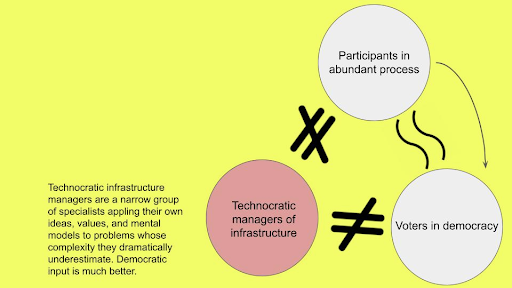 Participants in
abundant process
Technocratic
managers of
infrastructure
Voters in democracy
Technocratic infrastructure
managers are a narrow group
of specialists appling their own
ideas, values, and mental
models to problems whose
complexity they dramatically
underestimate. Democratic
input is much better.